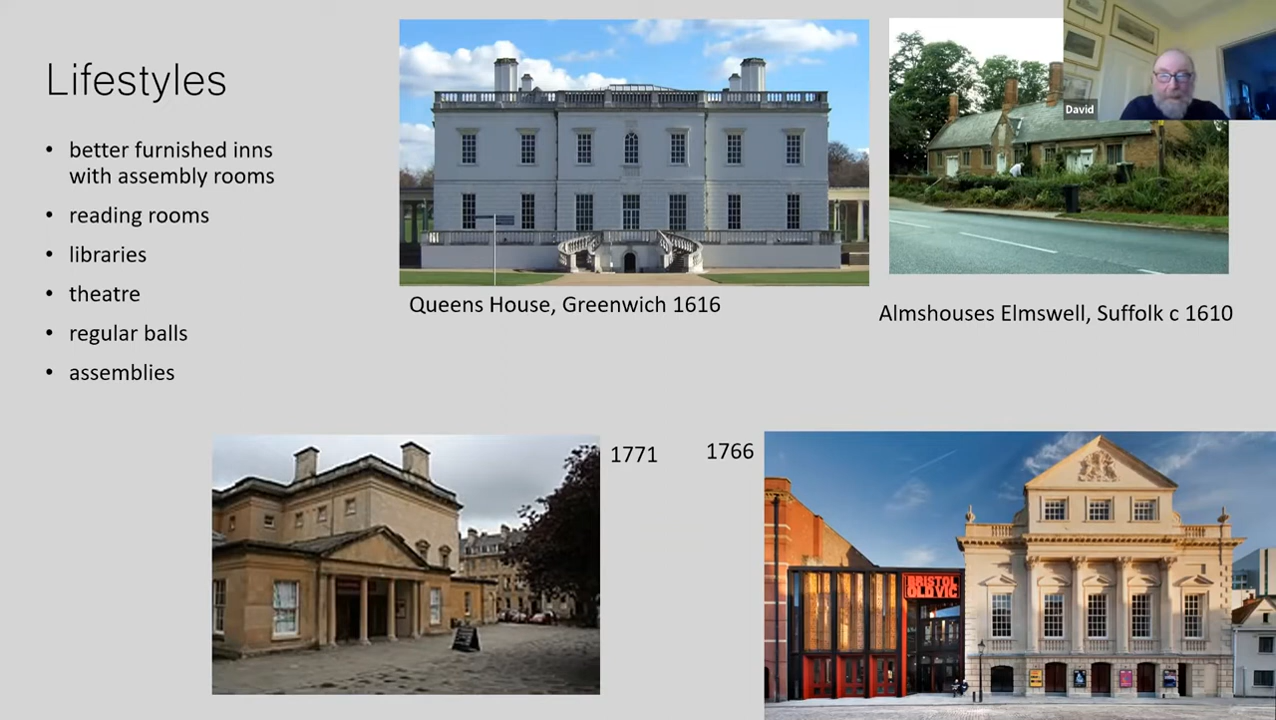 Lifestyles
• better furnished inns
with assembly rooms
• reading rooms
• libraries
• theatre
• regular balls
• assemblies
Queens House, Greenwich 1616
David
Almshouses Elmswell, Suffolk c 1610
1771
1766
BRISTOL
OLD VIC